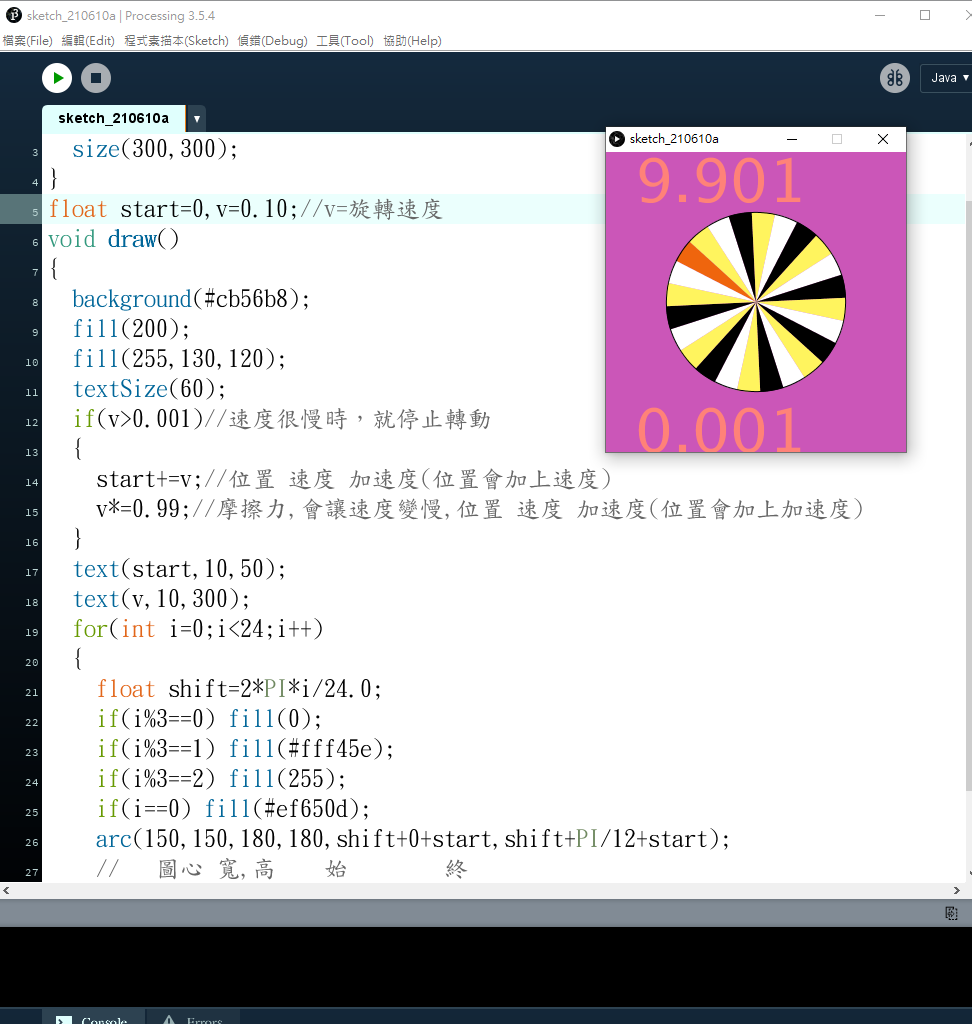 sketch_210610a | Processing 3.5.4
檔案(File) 編輯(Edit) 程式素描本(Sketch) 偵錯(Debug) 工具(Tool) 協助(Help)
Java ▾
sketch_210610a ▾
3 size(300,300);
4 }
5 float start=0,v=0.10;//v=旋轉速度
6 void draw()
7 {
8 background(#cb56b8);
9 fill(200);
10 fill(255,130,120);
11 textSize(60);
12 if(v>0.001)//速度很慢時，就停止轉動
13 {
14 start+=v;//位置 速度 加速度(位置會加上速度)
15 v*=0.99;//摩擦力,會讓速度變慢,位置 速度 加速度(位置會加上加速度)
16 }
17 text(start,10,50);
18 text(v,10,300);
19 for(int i=0;i<24;i++)
20 {
21 float shift=2*PI*i/24.0;
22 if(i%3==0) fill(0);
23 if(i%3==1) fill(#fff45e);
24 if(i%3==2) fill(255);
25 if(i==0) fill(#ef650d);
26 arc(150,150,180,180,shift+0+start,shift+PI/12+start);
27 // 圖心 寬,高 始 終
sketch_210610a
9.901
0.001
Console Errors